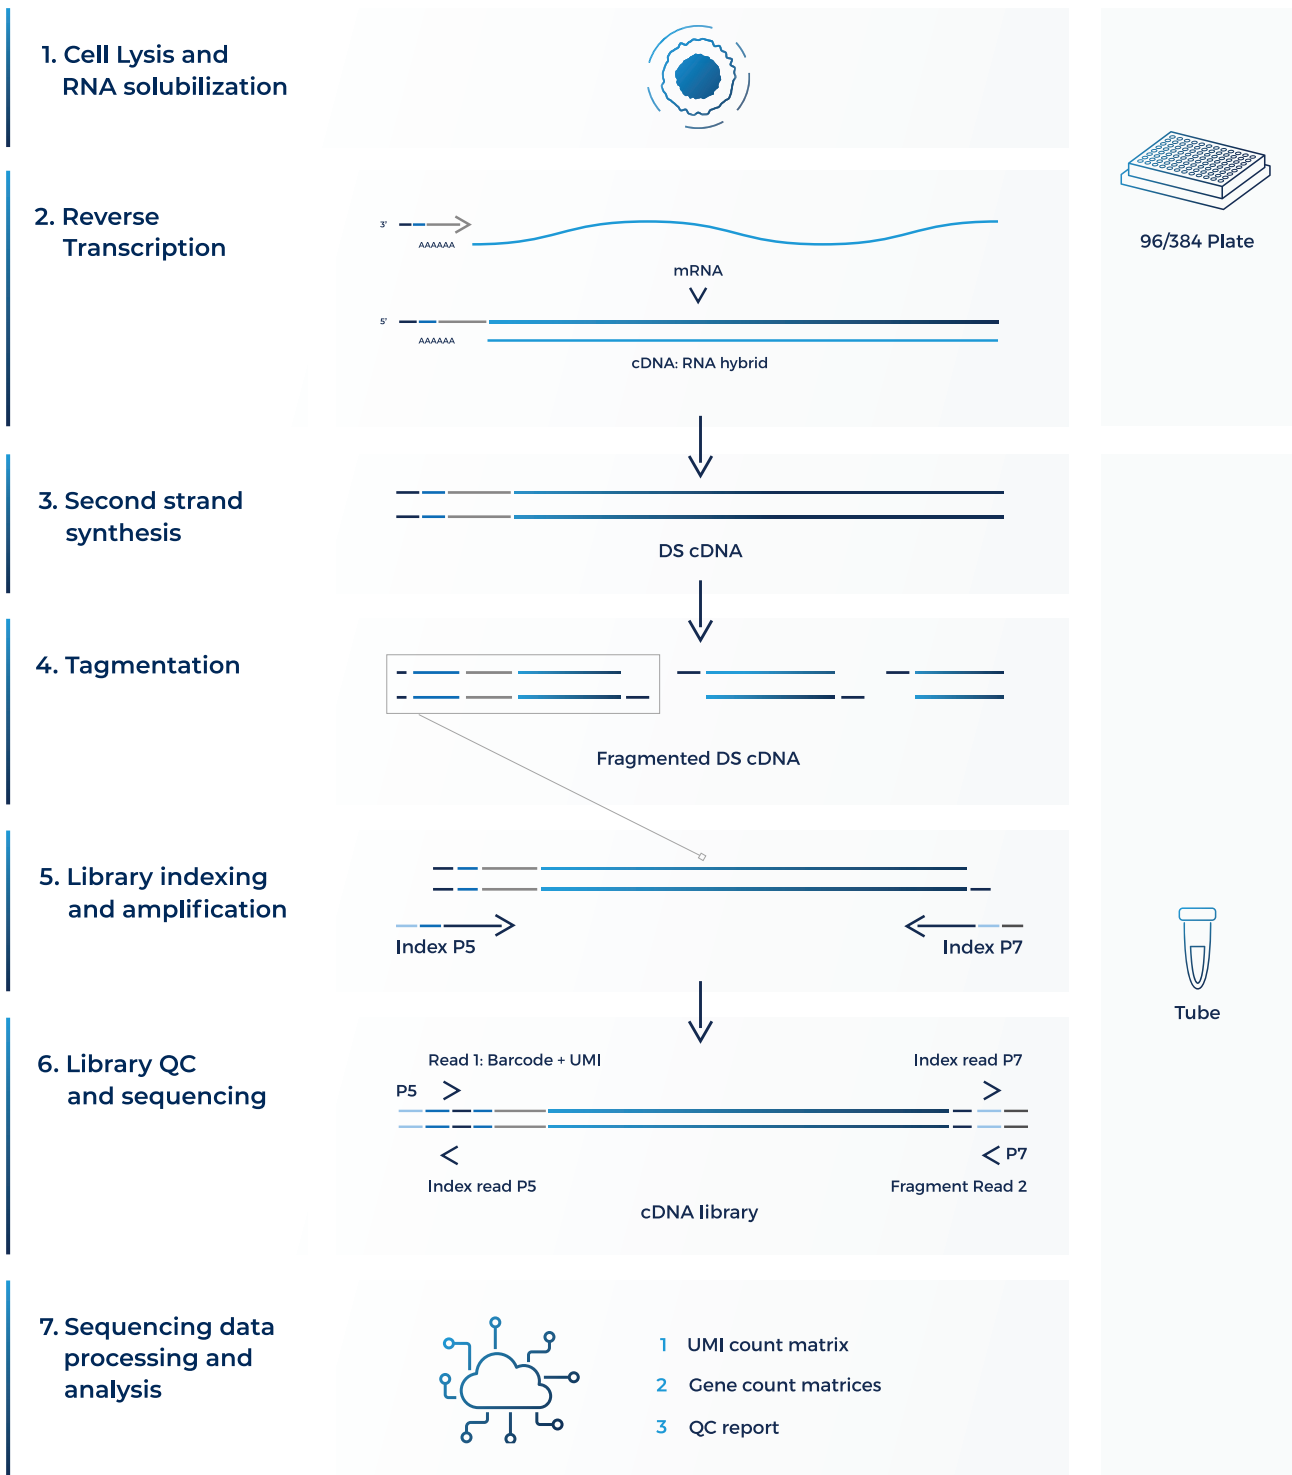 1. Cell Lysis and
RNA solubilization
96/384 Plate
2. Reverse
Transcription
3'
AAAAAA
mRNA
5'
AAAAAA
cDNA: RNA hybrid
3. Second strand
synthesis
DS cDNA
4. Tagmentation
Fragmented DS cDNA
5. Library indexing
and amplification
Index P5
Index P7
Tube
6. Library QC
and sequencing
Read 1: Barcode + UMI
Index read P7
P5
P7
Index read P5
Fragment Read 2
cDNA library
7. Sequencing data
processing and
analysis
1 UMI count matrix
2 Gene count matrices
3 QC report